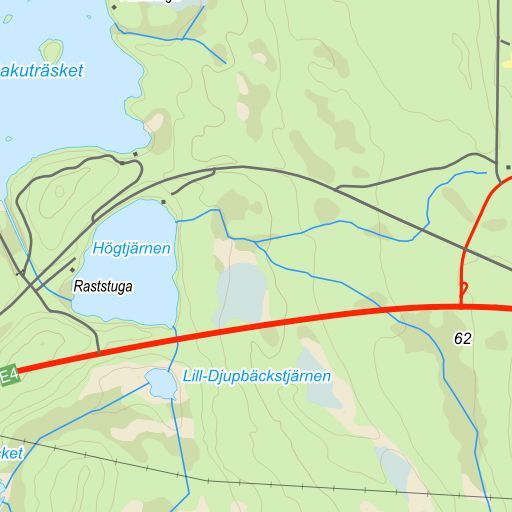 akuträsket
Högtjärnen
Raststuga
62
E4
Lill-Djupbäckstjärnen
sket